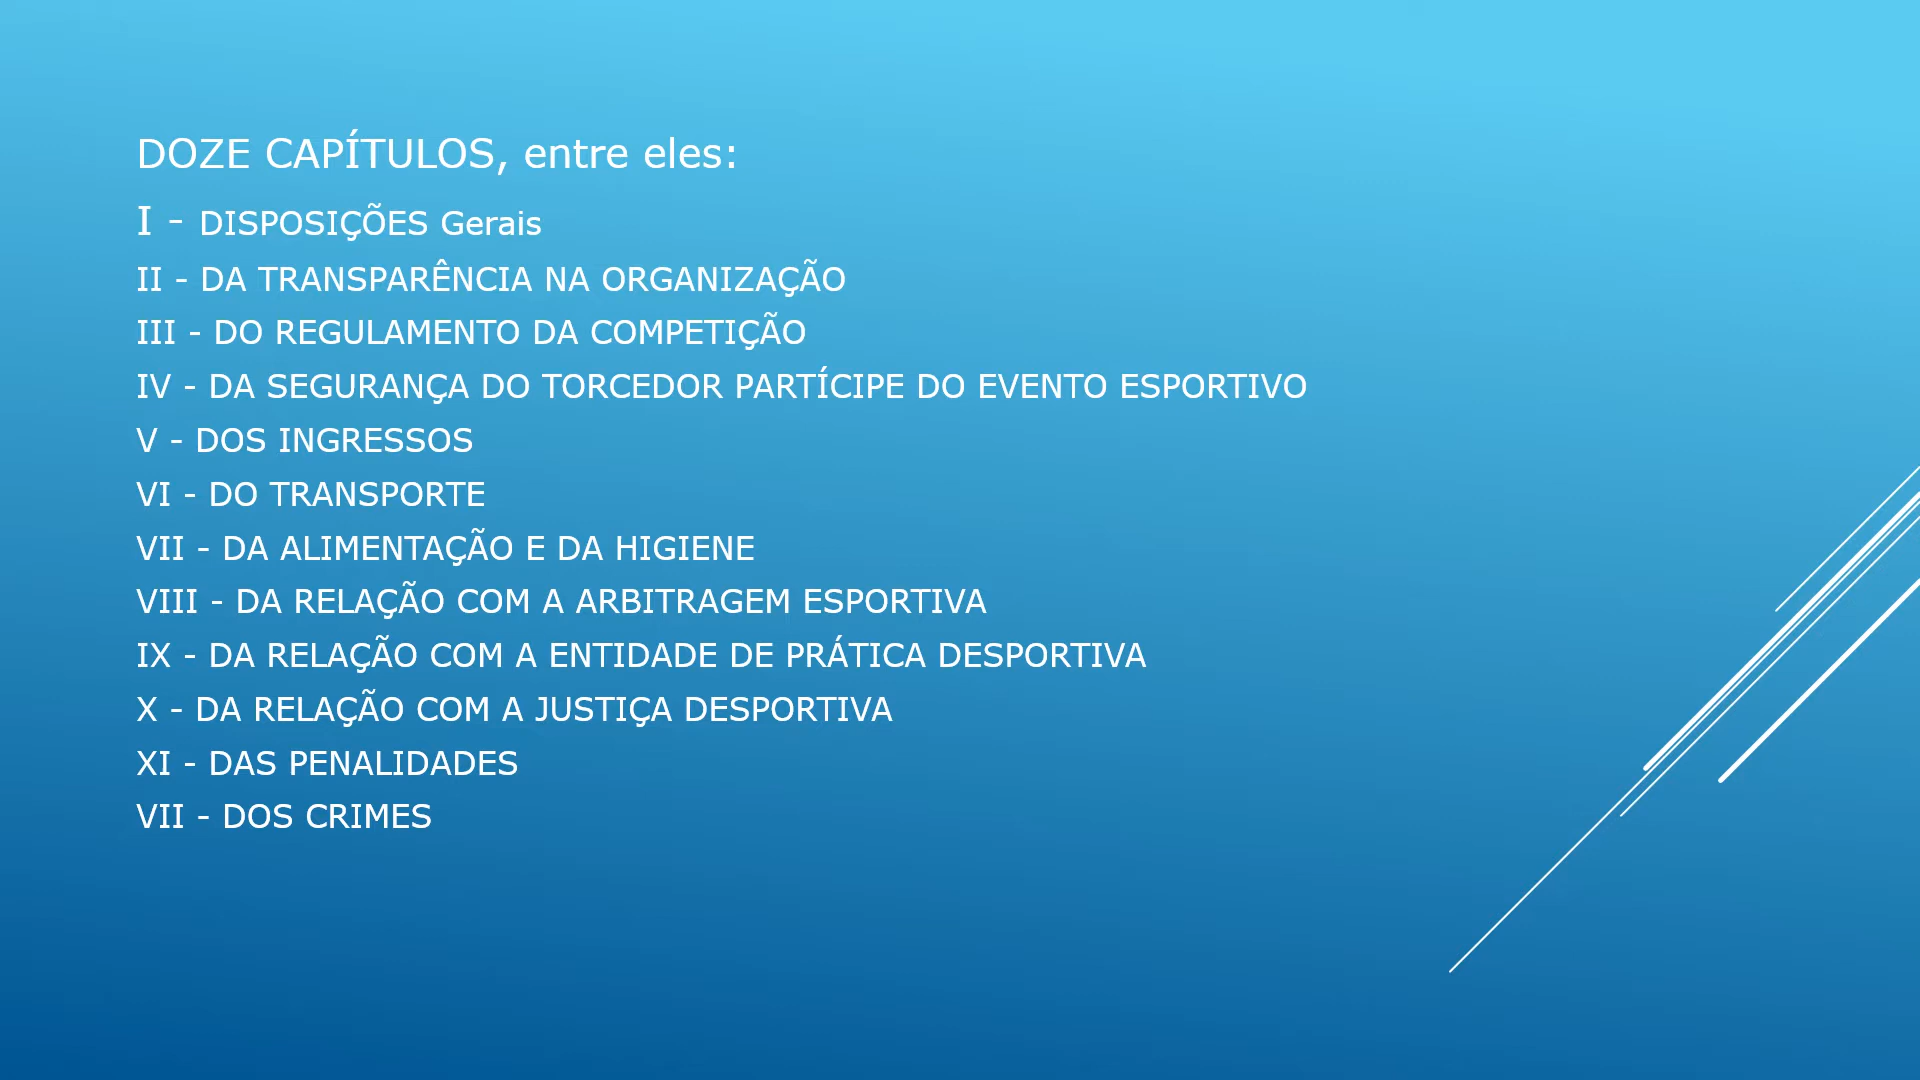 DOZE CAPÍTULOS, entre eles:
I - DISPOSIÇÕES Gerais
II - DA TRANSPARÊNCIA NA ORGANIZAÇÃO
III - DO REGULAMENTO DA COMPETIÇÃO
IV - DA SEGURANÇA DO TORCEDOR PARTÍCIPE DO EVENTO ESPORTIVO
V - DOS INGRESSOS
VI - DO TRANSPORTE
VII - DA ALIMENTAÇÃO E DA HIGIENE
VIII - DA RELAÇÃO COM A ARBITRAGEM ESPORTIVA
IX - DA RELAÇÃO COM A ENTIDADE DE PRÁTICA DESPORTIVA
X - DA RELAÇÃO COM A JUSTIÇA DESPORTIVA
XI - DAS PENALIDADES
VII - DOS CRIMES